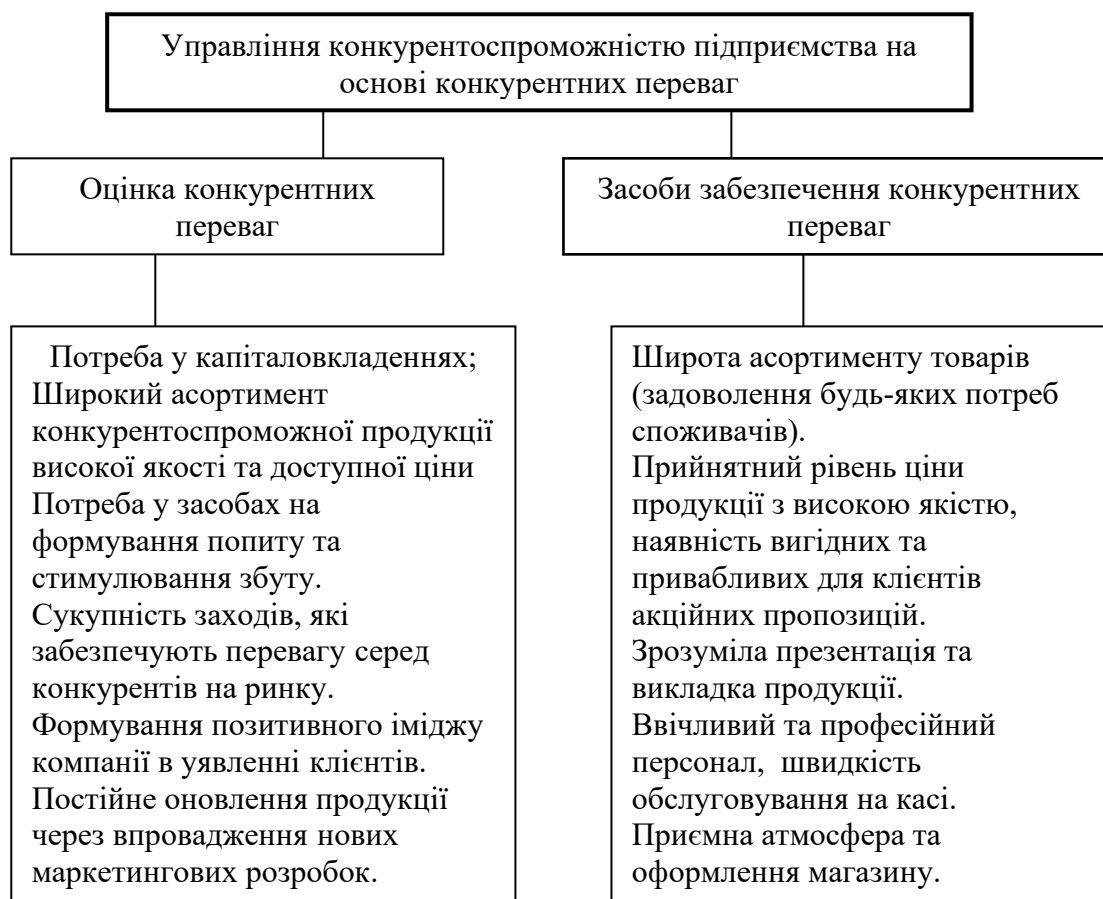 Управління конкурентоспроможністю підприємства на
основі конкурентних переваг
Оцінка конкурентних
переваг
Засоби забезпечення конкурентних
переваг
Потреба у капіталовкладеннях;
Широкий асортимент
конкурентоспроможної продукції
високої якості та доступної ціни
Потреба у засобах на
формування попиту та
стимулювання збуту.
Сукупність заходів, які
забезпечують перевагу серед
конкурентів на ринку.
Формування позитивного іміджу
компанії в уявленні клієнтів.
Постійне оновлення продукції
через впровадження нових
маркетингових розробок.
Широта асортименту товарів
(задоволення будь-яких потреб
споживачів).
Прийнятний рівень ціни
продукції з високою якістю,
наявність вигідних та
привабливих для клієнтів
акційних пропозицій.
Зрозуміла презентація та
викладка продукції.
Ввічливий та професійний
персонал, швидкість
обслуговування на касі.
Приємна атмосфера та
оформлення магазину.